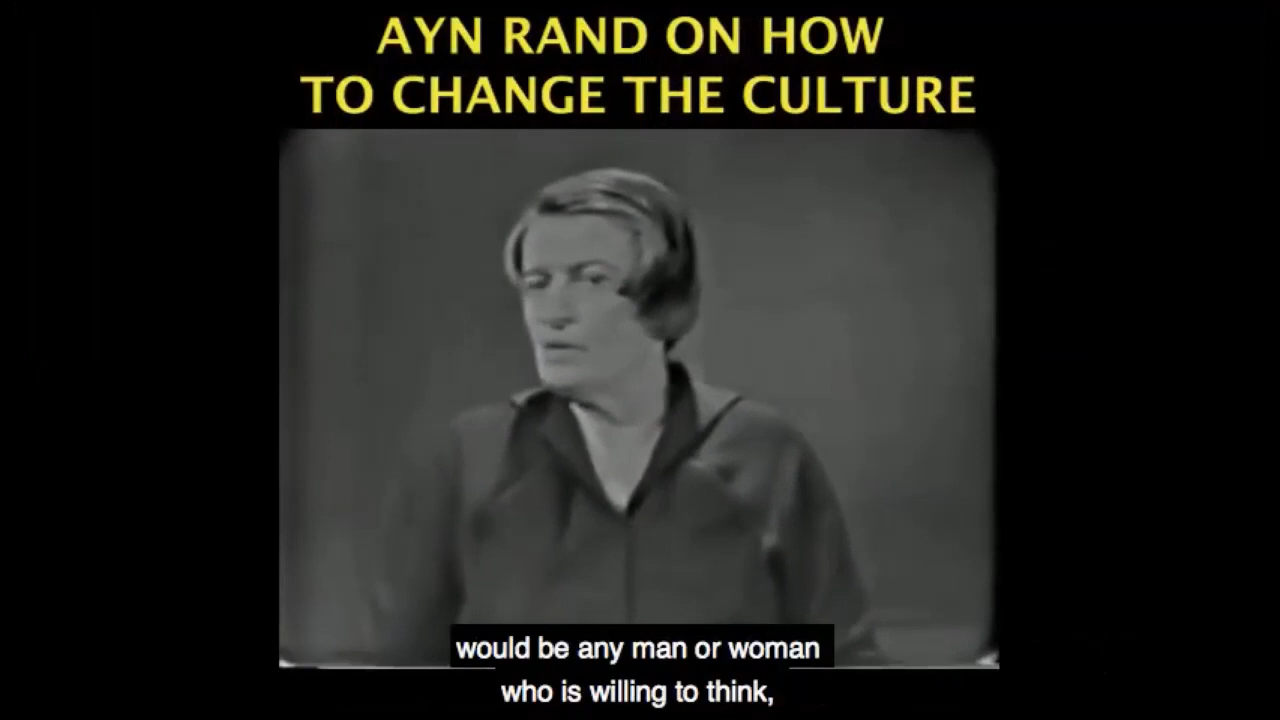 AYN RAND ON HOW
TO CHANGE THE CULTURE
would be any man or woman
who is willing to think,